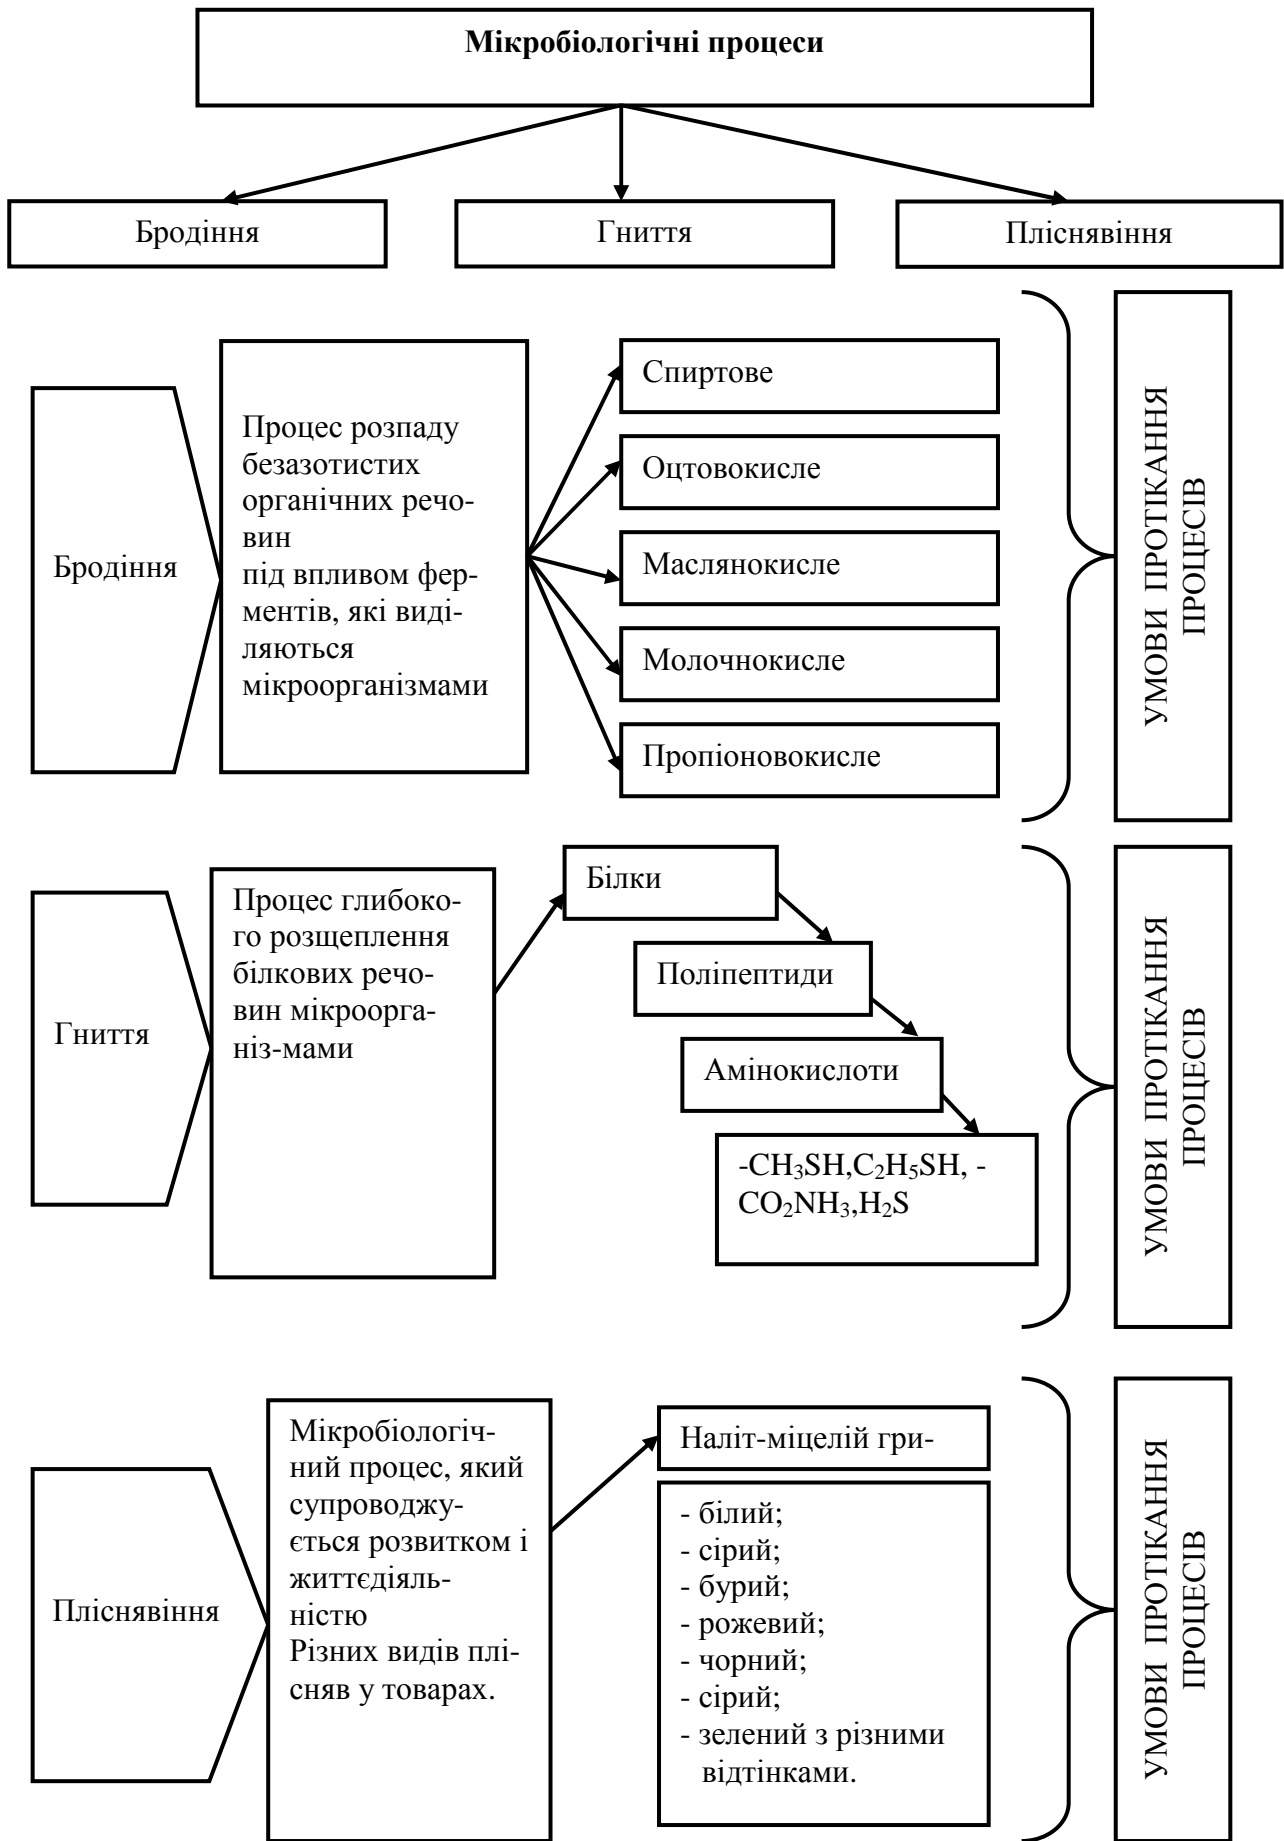 Мікробіологічні процеси
Бродіння
Гниття
Пліснявіння
Бродіння
Процес розпаду
безазотистих
органічних речо-
вин
під впливом фер-
ментів, які виді-
ляються
мікроорганізмами
Спиртове
Оцтовокисле
Маслянокисле
Молочнокисле
Пропіоновокисле
УМОВИ ПРОТІКАННЯ
ПРОЦЕСІВ
Гниття
Процес глибоко-
го розщеплення
білкових речо-
вин мікроорга-
ніз-мами
Білки
Поліпептиди
Амінокислоти
-CH₃SH,C₂H₅SH, -
CO₂NH₃,H₂S
УМОВИ ПРОТІКАННЯ
ПРОЦЕСІВ
Пліснявіння
Мікробіологіч-
ний процес, який
супроводжу-
ється розвитком і
життєдіяль-
ністю
Різних видів плі-
сняв у товарах.
Наліт-міцелій гри-
- білий;
- сірий;
- бурий;
- рожевий;
- чорний;
- сірий;
- зелений з різними
відтінками.
УМОВИ ПРОТІКАННЯ
ПРОЦЕСІВ